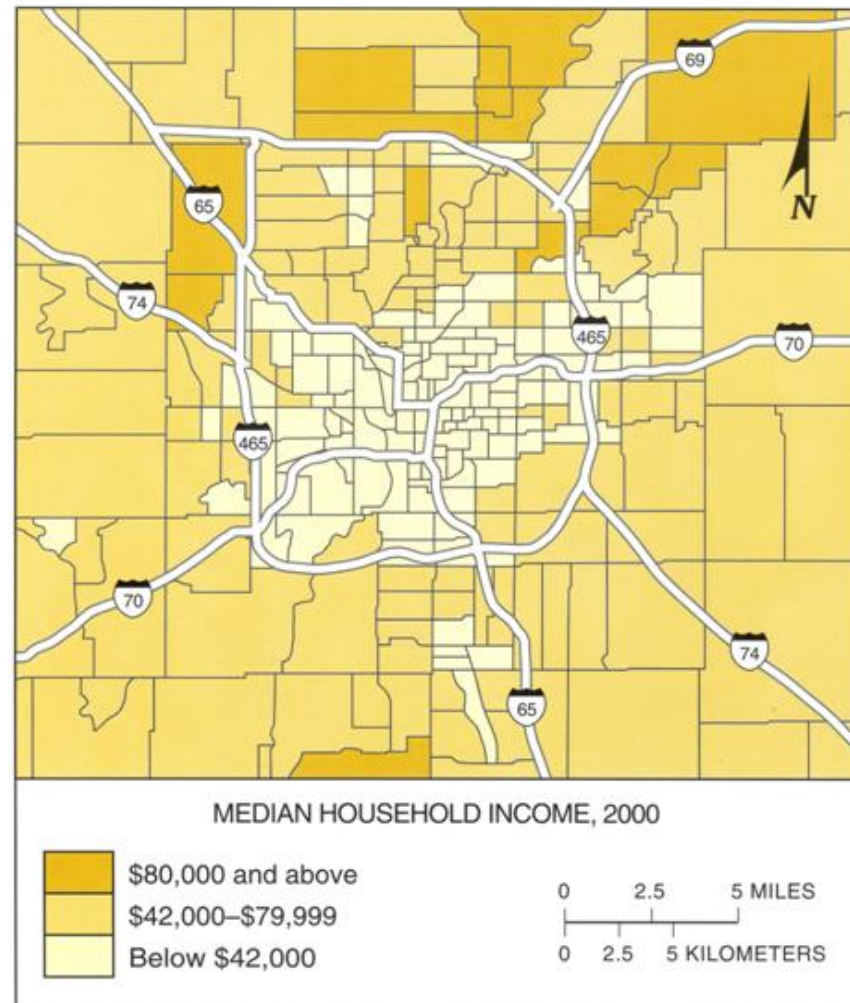 69
N
65
74
465
70
465
70
74
65
MEDIAN HOUSEHOLD INCOME, 2000
$80,000 and above
$42,000–$79,999
Below $42,000
0 2.5 5 MILES
0 2.5 5 KILOMETERS